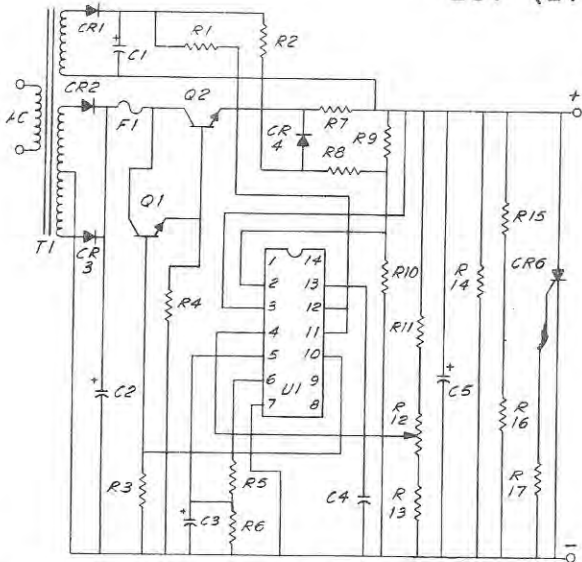 CR1
C1
R1
R2
CR2
AC
F1
Q2
+
R7
CR
4
R9
R8
T1
CR
3
Q1
R15
1 14
2 13
3 12
4 11
5 10
6 9
7 8
U1
R4
R10
R
14
CR6
R11
C2
R
12
C5
R
16
R3
R5
C4
R
13
R
17
C3
R6
-